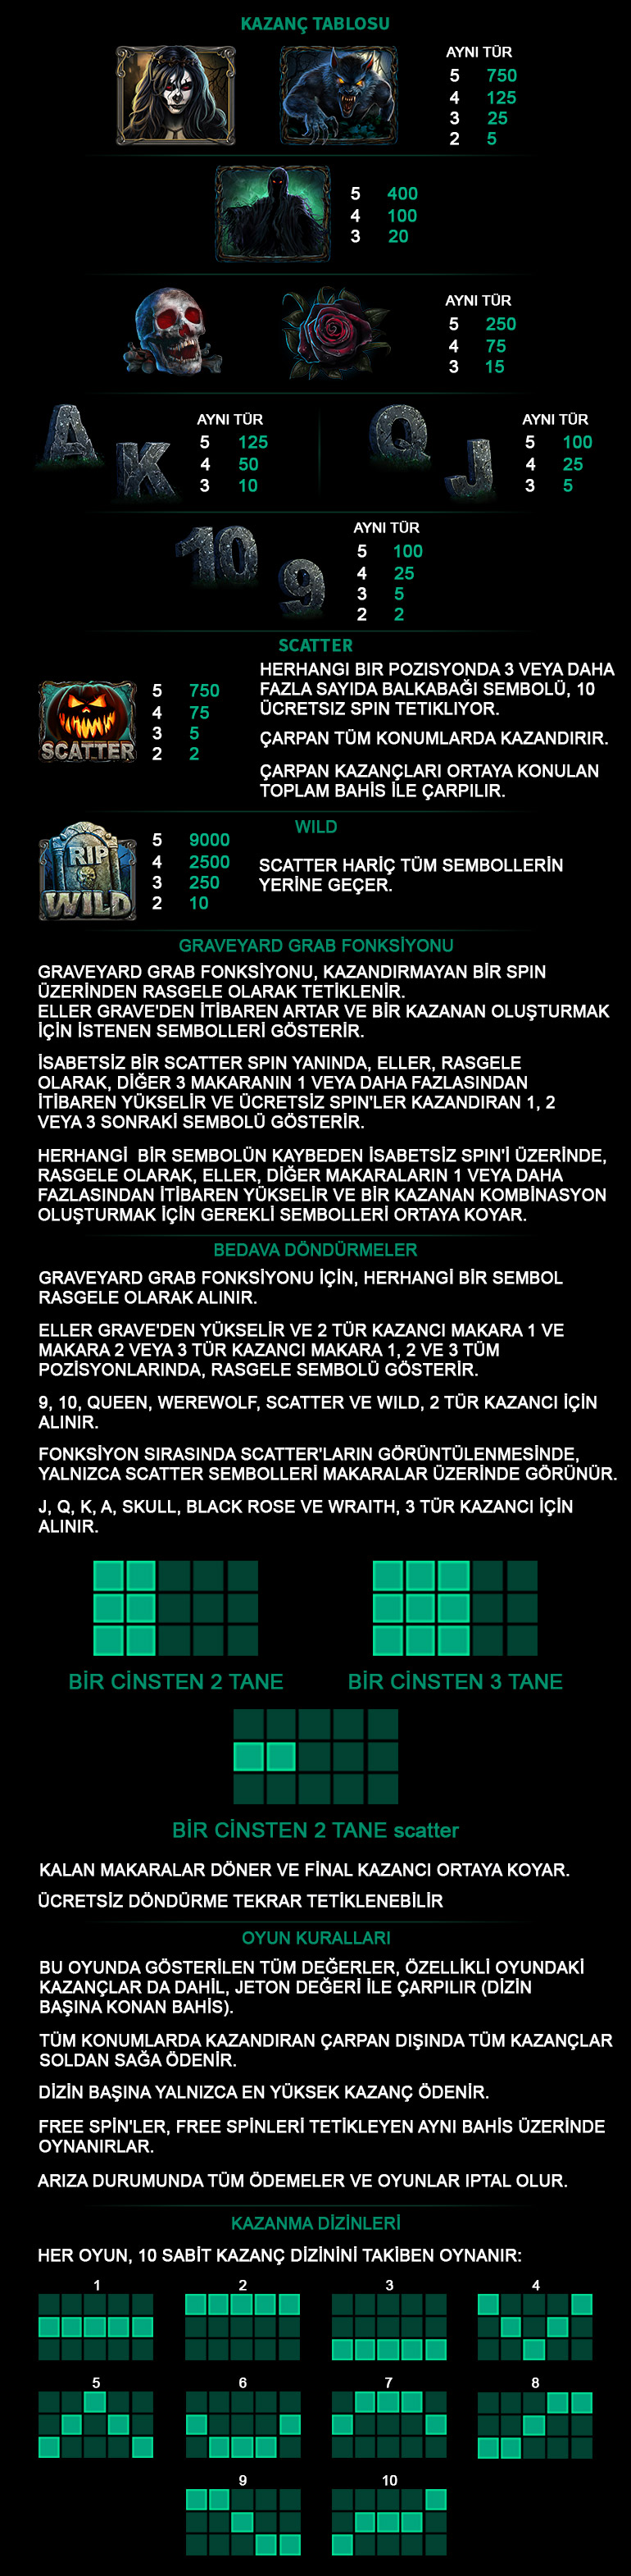 KAZANÇ TABLOSU
AYNI TÜR
5 750
4 125
3 25
2 5
5 400
4 100
3 20
AYNI TÜR
5 250
4 75
3 15
A K
AYNI TÜR
5 125
4 50
3 10
Q J
AYNI TÜR
5 100
4 25
3 5
10 9
AYNI TÜR
5 100
4 25
3 5
2 2
SCATTER
SCATTER
5 750
4 75
3 5
2 2
HERHANGI BIR POZISYONDA 3 VEYA DAHA
FAZLA SAYIDA BALKABAĞI SEMBOLÜ, 10
ÜCRETSIZ SPIN TETIKLIYOR.
ÇARPAN TÜM KONUMLARDA KAZANDIRIR.
ÇARPAN KAZANÇLARI ORTAYA KONULAN
TOPLAM BAHİS İLE ÇARPILIR.
WILD
RIP
WILD
5 9000
4 2500
3 250
2 10
SCATTER HARİÇ TÜM SEMBOLLERİN
YERİNE GEÇER.
GRAVEYARD GRAB FONKSİYONU
GRAVEYARD GRAB FONKSİYONU, KAZANDIRMAYAN BİR SPIN
ÜZERİNDEN RASGELE OLARAK TETİKLENİR.
ELLER GRAVE'DEN İTİBAREN ARTAR VE BİR KAZANAN OLUŞTURMAK
İÇİN İSTENEN SEMBOLLERİ GÖSTERİR.
İSABETSİZ BİR SCATTER SPIN YANINDA, ELLER, RASGELE
OLARAK, DİĞER 3 MAKARANIN 1 VEYA DAHA FAZLASINDAN
İTİBAREN YÜKSELİR VE ÜCRETSİZ SPIN'LER KAZANDIRAN 1, 2
VEYA 3 SONRAKİ SEMBOLÜ GÖSTERİR.
HERHANGİ  BİR SEMBOLÜN KAYBEDEN İSABETSİZ SPIN'İ ÜZERİNDE,
RASGELE OLARAK, ELLER, DİĞER MAKARALARIN 1 VEYA DAHA
FAZLASINDAN İTİBAREN YÜKSELİR VE BİR KAZANAN KOMBİNASYON
OLUŞTURMAK İÇİN GEREKLİ SEMBOLLERİ ORTAYA KOYAR.
BEDAVA DÖNDÜRMELER
GRAVEYARD GRAB FONKSİYONU İÇİN, HERHANGİ BİR SEMBOL
RASGELE OLARAK ALINIR.
ELLER GRAVE'DEN YÜKSELİR VE 2 TÜR KAZANCI MAKARA 1 VE
MAKARA 2 VEYA 3 TÜR KAZANCI MAKARA 1, 2 VE 3 TÜM
POZİSYONLARINDA, RASGELE SEMBOLÜ GÖSTERİR.
9, 10, QUEEN, WEREWOLF, SCATTER VE WILD, 2 TÜR KAZANCI İÇİN
ALINIR.
FONKSİYON SIRASINDA SCATTER'LARIN GÖRÜNTÜLENMESİNDE,
YALNIZCA SCATTER SEMBOLLERİ MAKARALAR ÜZERİNDE GÖRÜNÜR.
J, Q, K, A, SKULL, BLACK ROSE VE WRAITH, 3 TÜR KAZANCI İÇİN
ALINIR.
BİR CİNSTEN 2 TANE
BİR CİNSTEN 3 TANE
BİR CİNSTEN 2 TANE scatter
KALAN MAKARALAR DÖNER VE FİNAL KAZANCI ORTAYA KOYAR.
ÜCRETSİZ DÖNDÜRME TEKRAR TETİKLENEBİLİR
OYUN KURALLARI
BU OYUNDA GÖSTERİLEN TÜM DEĞERLER, ÖZELLİKLİ OYUNDAKİ
KAZANÇLAR DA DAHİL, JETON DEĞERİ İLE ÇARPILIR (DİZİN
BAŞINA KONAN BAHİS).
TÜM KONUMLARDA KAZANDIRAN ÇARPAN DIŞINDA TÜM KAZANÇLAR
SOLDAN SAĞA ÖDENİR.
DİZİN BAŞINA YALNIZCA EN YÜKSEK KAZANÇ ÖDENİR.
FREE SPİN'LER, FREE SPINLERİ TETİKLEYEN AYNI BAHİS ÜZERİNDE
OYNANIRLAR.
ARIZA DURUMUNDA TÜM ÖDEMELER VE OYUNLAR IPTAL OLUR.
KAZANMA DİZİNLERİ
HER OYUN, 10 SABİT KAZANÇ DİZİNİNİ TAKİBEN OYNANIR:
1 2 3 4
5 6 7 8
9 10